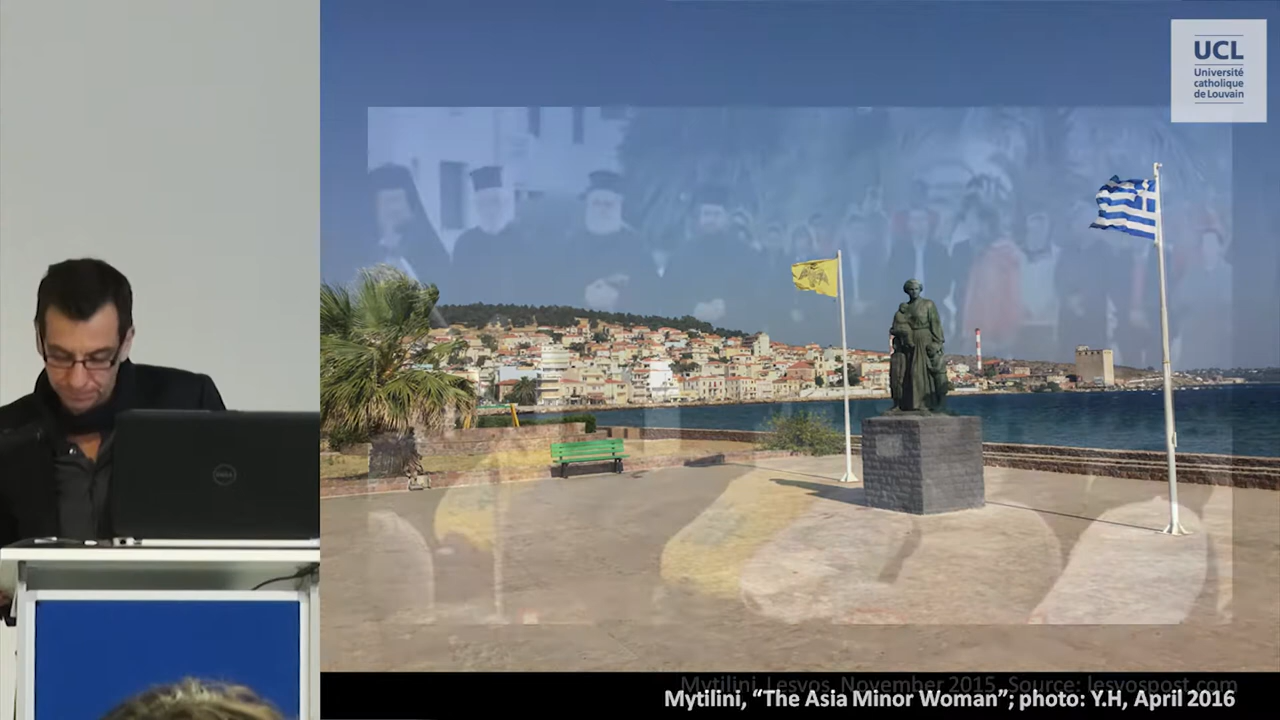 UCL
Université
catholique
de Louvain
Mytilini, Lesvos, November 2015, Source: lesvospost.com
Mytilini, “The Asia Minor Woman”; photo: Y.H, April 2016
DELL